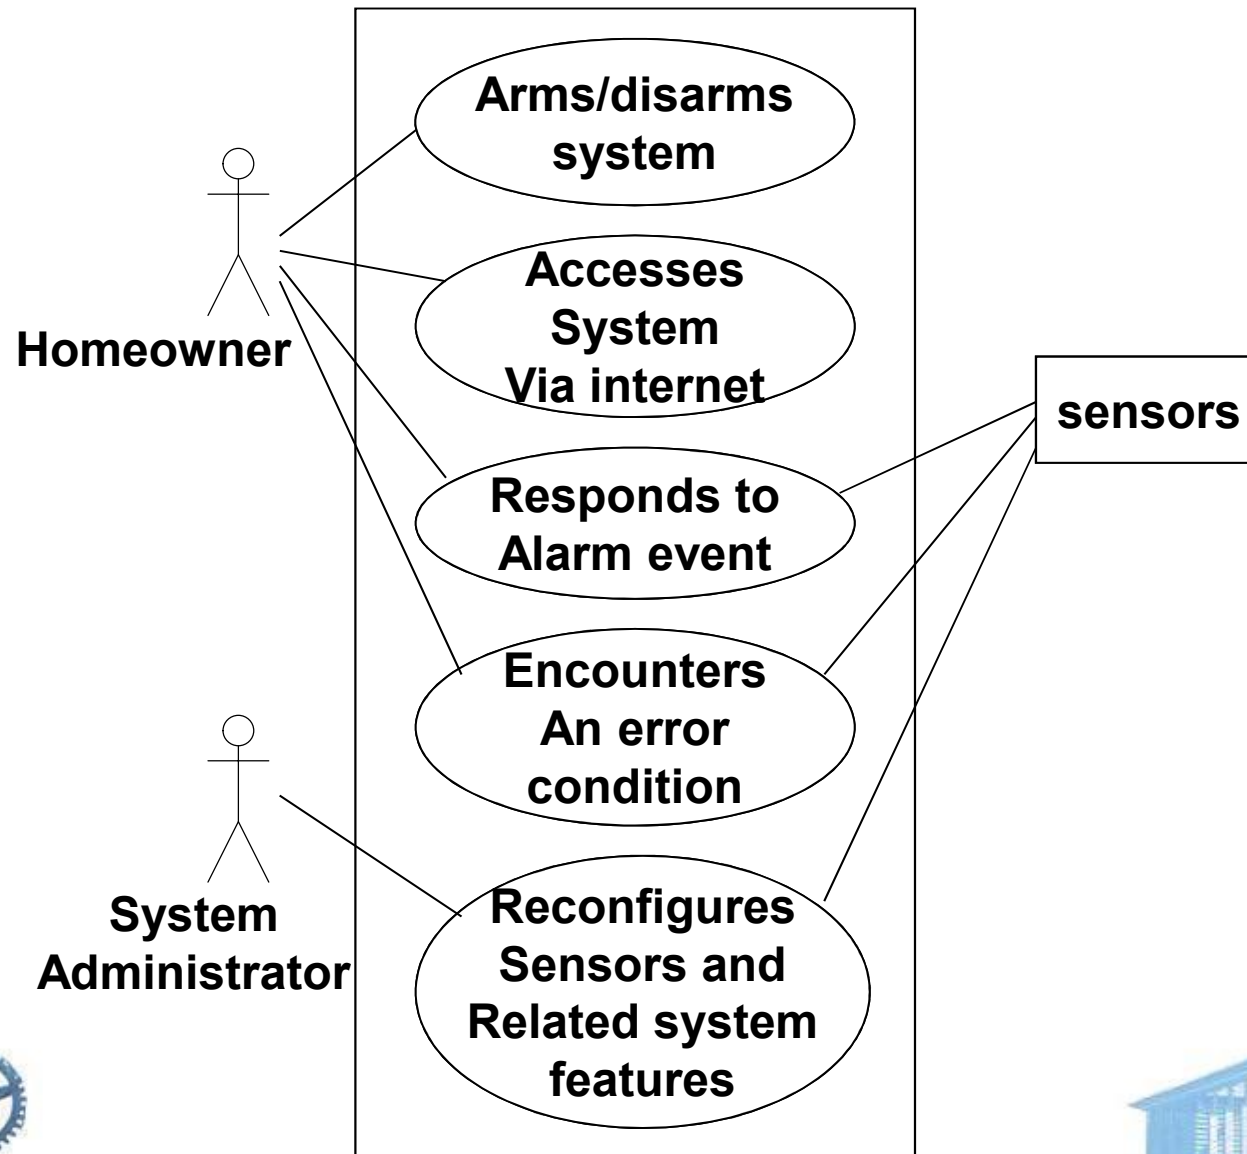 Arms/disarms
system
Homeowner
Accesses
System
Via internet
sensors
Responds to
Alarm event
Encounters
An error
condition
System
Administrator
Reconfigures
Sensors and
Related system
features